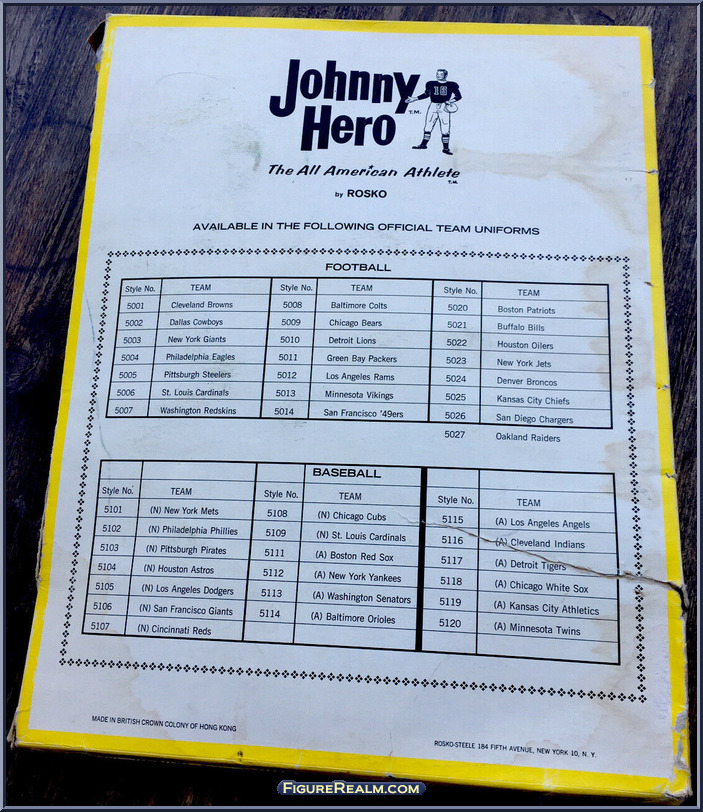 Johnny
Hero T.M.
16
The All American Athlete T.M.
by ROSKO
AVAILABLE IN THE FOLLOWING OFFICIAL TEAM UNIFORMS
FOOTBALL
Style No. TEAM Style No. TEAM Style No. TEAM
5001 Cleveland Browns 5008 Baltimore Colts 5020 Boston Patriots
5002 Dallas Cowboys 5009 Chicago Bears 5021 Buffalo Bills
5003 New York Giants 5010 Detroit Lions 5022 Houston Oilers
5004 Philadelphia Eagles 5011 Green Bay Packers 5023 New York Jets
5005 Pittsburgh Steelers 5012 Los Angeles Rams 5024 Denver Broncos
5006 St. Louis Cardinals 5013 Minnesota Vikings 5025 Kansas City Chiefs
5007 Washington Redskins 5014 San Francisco '49ers 5026 San Diego Chargers
5027 Oakland Raiders
BASEBALL
Style No. TEAM Style No. TEAM Style No. TEAM
5101 (N) New York Mets 5108 (N) Chicago Cubs 5115 (A) Los Angeles Angels
5102 (N) Philadelphia Phillies 5109 (N) St. Louis Cardinals 5116 (A) Cleveland Indians
5103 (N) Pittsburgh Pirates 5111 (A) Boston Red Sox 5117 (A) Detroit Tigers
5104 (N) Houston Astros 5112 (A) New York Yankees 5118 (A) Chicago White Sox
5105 (N) Los Angeles Dodgers 5113 (A) Washington Senators 5119 (A) Kansas City Athletics
5106 (N) San Francisco Giants 5114 (A) Baltimore Orioles 5120 (A) Minnesota Twins
5107 (N) Cincinnati Reds
MADE IN BRITISH CROWN COLONY OF HONG KONG
ROSKO-STEELE 184 FIFTH AVENUE, NEW YORK 10, N. Y.
FIGUREREALM.COM